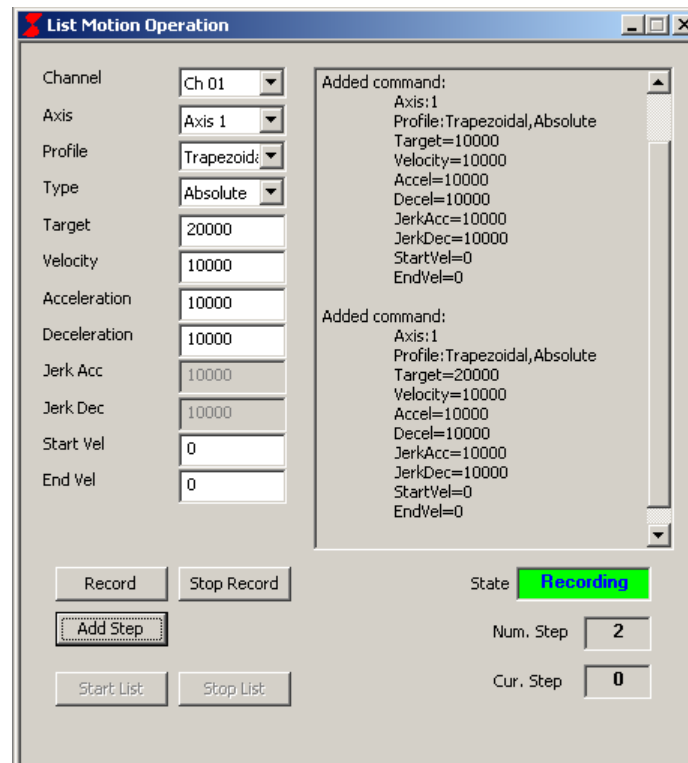 List Motion Operation
Channel
Ch 01
Axis
Axis 1
Profile
Trapezoida
Type
Absolute
Target
20000
Velocity
10000
Acceleration
10000
Deceleration
10000
Jerk Acc
10000
Jerk Dec
10000
Start Vel
0
End Vel
0
Added command:
Axis:1
Profile:Trapezoidal,Absolute
Target=10000
Velocity=10000
Accel=10000
Decel=10000
JerkAcc=10000
JerkDec=10000
StartVel=0
EndVel=0
Added command:
Axis:1
Profile:Trapezoidal,Absolute
Target=20000
Velocity=10000
Accel=10000
Decel=10000
JerkAcc=10000
JerkDec=10000
StartVel=0
EndVel=0
Record
Stop Record
State
Recording
Add Step
Num. Step
2
Start List
Stop List
Cur. Step
0